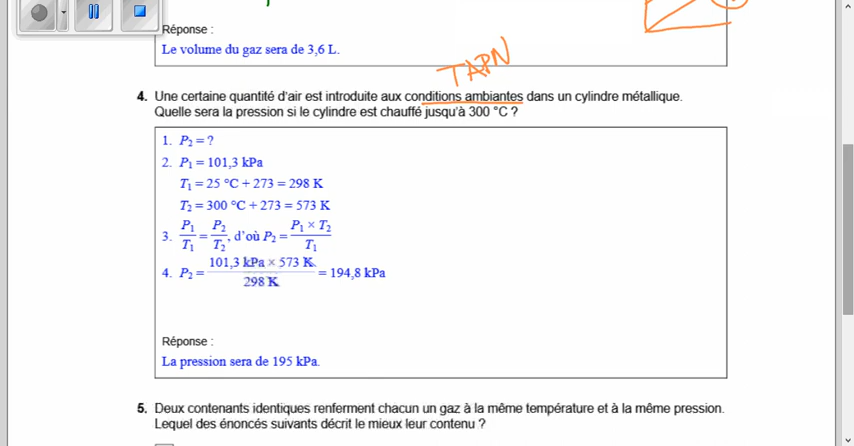 Réponse :
Le volume du gaz sera de 3,6 L.
TAPN
4. Une certaine quantité d'air est introduite aux conditions ambiantes dans un cylindre métallique.
Quelle sera la pression si le cylindre est chauffé jusqu'à 300 °C ?
1. P₂ = ?
2. P₁ = 101,3 kPa
T₁ = 25 °C + 273 = 298 K
T₂ = 300 °C + 273 = 573 K
3. P₁/T₁ = P₂/T₂, d'où P₂ = P₁ × T₂/T₁
4. P₂ = 101,3 kPa × 573 K/298 K = 194,8 kPa
Réponse :
La pression sera de 195 kPa.
5. Deux contenants identiques renferment chacun un gaz à la même température et à la même pression.
Lequel des énoncés suivants décrit le mieux leur contenu ?